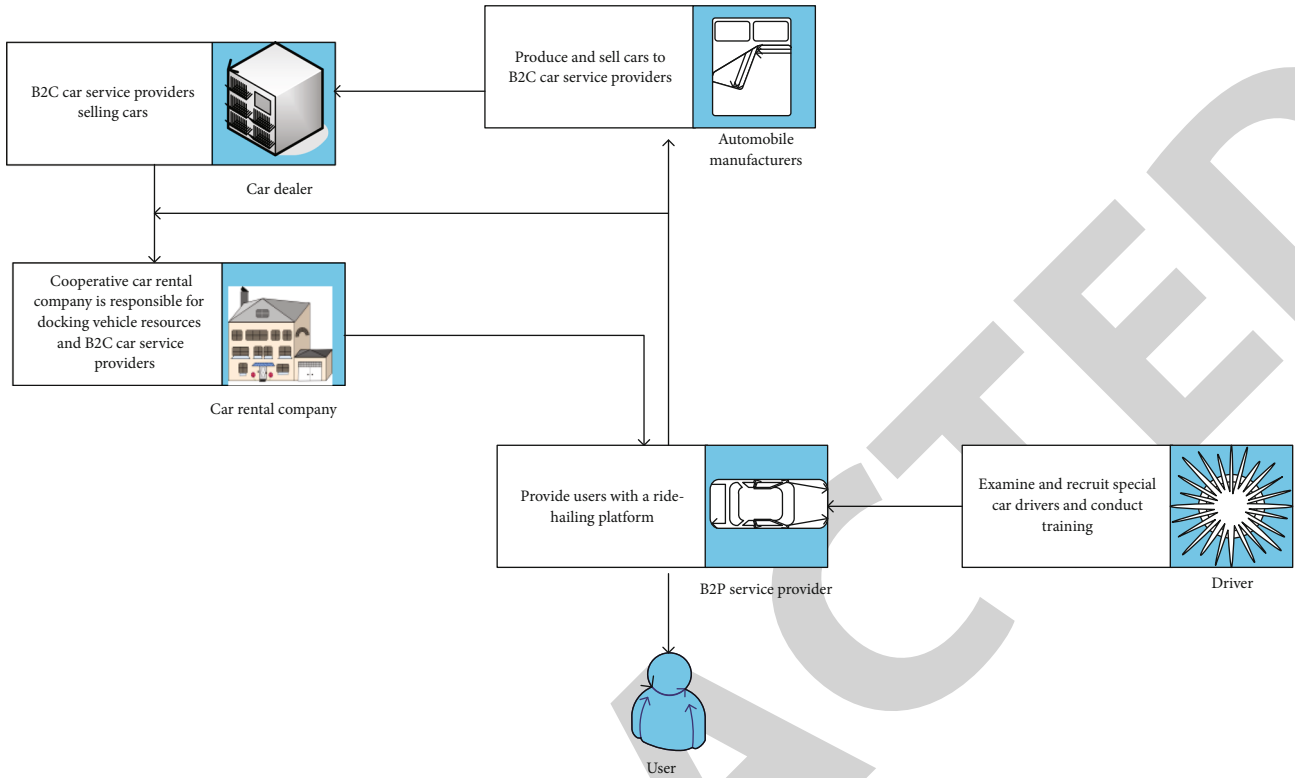 Produce and sell cars to
B2C car service providers
Automobile
manufacturers
B2C car service providers
selling cars
Car dealer
Cooperative car rental
company is responsible for
docking vehicle resources
and B2C car service
providers
Car rental company
Provide users with a ride-
hailing platform
B2P service provider
Examine and recruit special
car drivers and conduct
training
Driver
User
ACTED